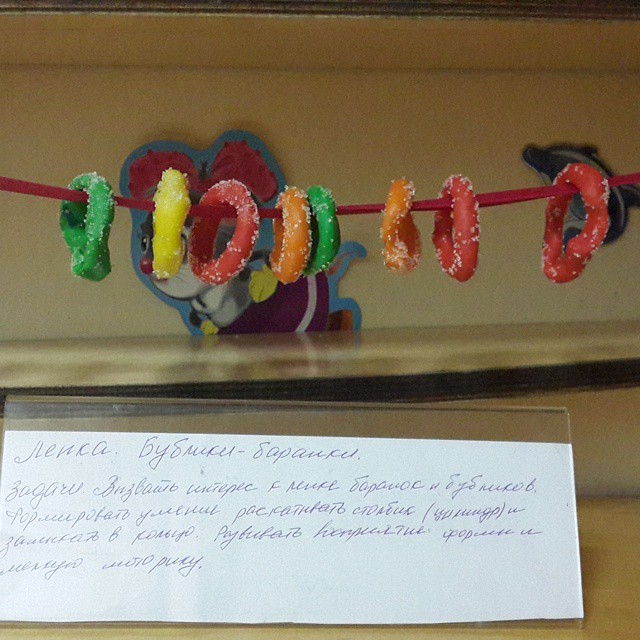 Лепка. Бублики-баранки.
Задачи. Вызвать интерес к лепке баранок и бубликов.
Формировать умение раскатывать столбик (цилиндр) и
замыкать в кольцо. Развивать восприятие формы и
мелкую моторику.